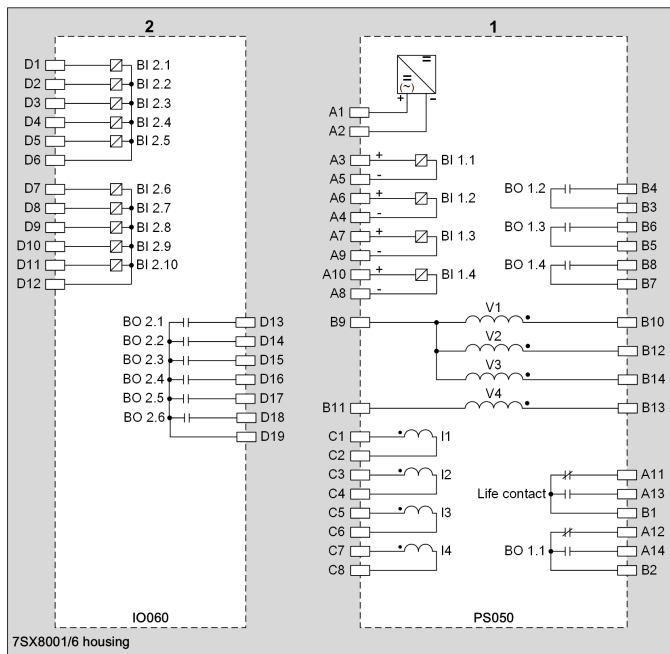 2
1
D1
BI 2.1
D2
BI 2.2
D3
BI 2.3
D4
BI 2.4
D5
BI 2.5
D6
D7
BI 2.6
D8
BI 2.7
D9
BI 2.8
D10
BI 2.9
D11
BI 2.10
D12
BO 2.1
D13
BO 2.2
D14
BO 2.3
D15
BO 2.4
D16
BO 2.5
D17
BO 2.6
D18
D19
IO060
=
=
(~)
+ -
A1
A2
A3 + BI 1.1
A5 -
A6 + BI 1.2
A4 -
A7 + BI 1.3
A9 -
A10 + BI 1.4
A8 -
BO 1.2 B4
B3
BO 1.3 B6
B5
BO 1.4 B8
B7
B9 V1 B10
V2 B12
V3 B14
B11 V4 B13
C1 I1
C2
C3 I2
C4
C5 I3
C6
C7 I4
C8
A11
Life contact A13
B1
A12
BO 1.1 A14
B2
PS050
7SX8001/6 housing